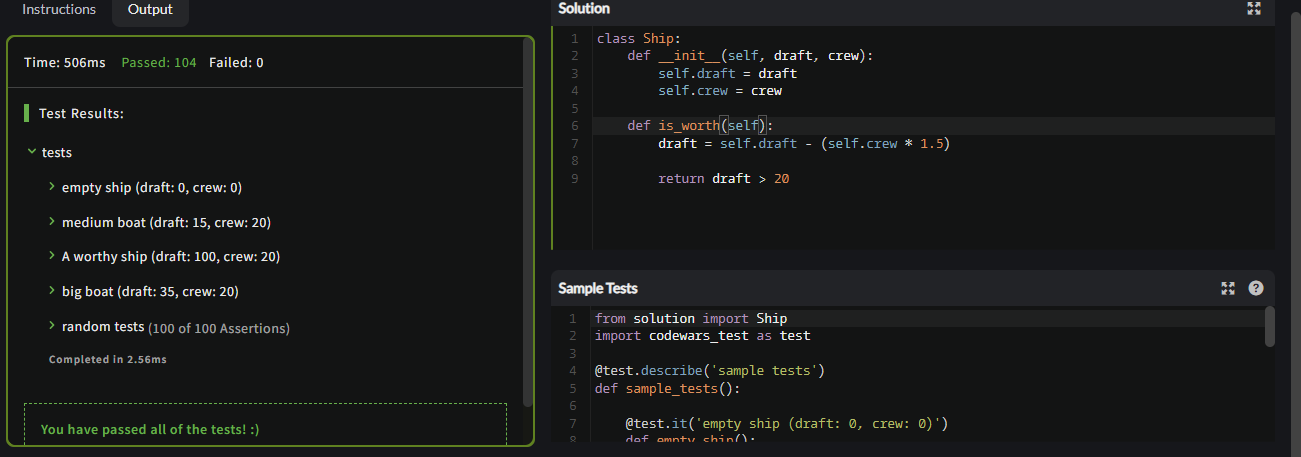 Instructions Output
Time: 506ms Passed: 104 Failed: 0
Test Results:
tests
empty ship (draft: 0, crew: 0)
medium boat (draft: 15, crew: 20)
A worthy ship (draft: 100, crew: 20)
big boat (draft: 35, crew: 20)
random tests (100 of 100 Assertions)
Completed in 2.56ms
You have passed all of the tests! :)
Solution
1 class Ship:
2     def __init__(self, draft, crew):
3         self.draft = draft
4         self.crew = crew
5
6     def is_worth(self):
7         draft = self.draft - (self.crew * 1.5)
8
9         return draft > 20
Sample Tests
1 from solution import Ship
2 import codewars_test as test
3
4 @test.describe('sample tests')
5 def sample_tests():
6
7     @test.it('empty ship (draft: 0, crew: 0)')
8     def empty_ship():